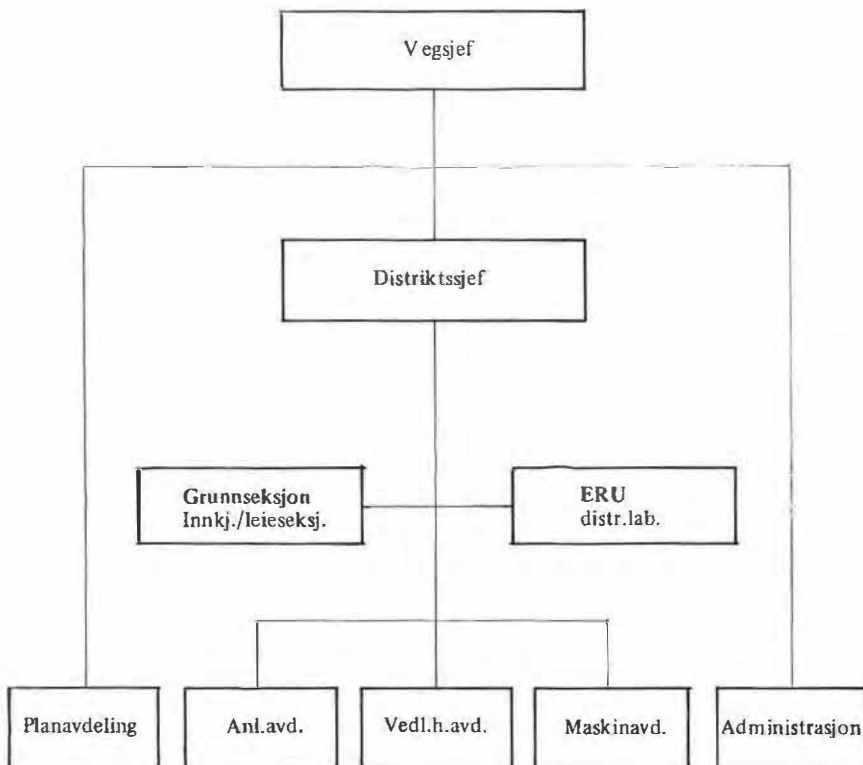 Vegsjef
Distriktssjef
Grunnseksjon
Innkj./leieseksj.
ERU
distr.lab.
Planavdeling
Anl.avd.
Vedl.h.avd.
Maskinavd.
Administrasjon